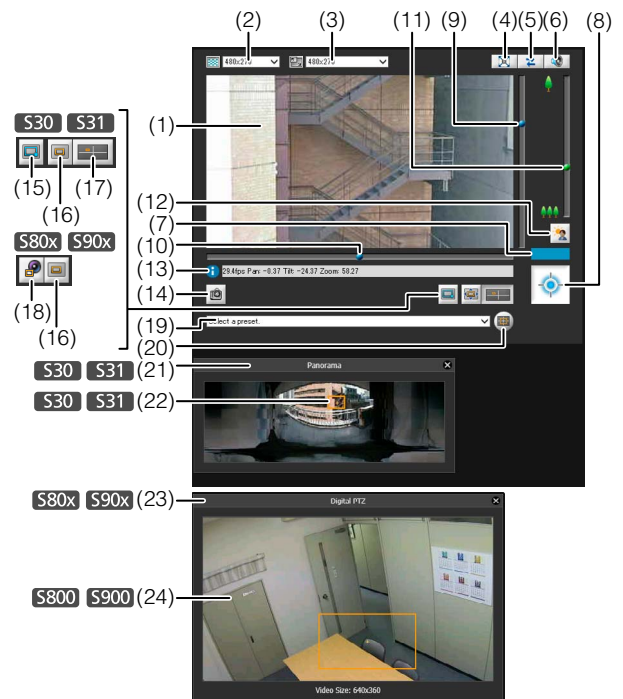 (2) (3) (11) (9) (4) (5) (6) (8)
480x270 480x270
(1)
S30 S31
(15) (16) (17)
(12)
(7)
S80x S90x
(10)
(13) 29.4fps Pan: -0.37 Tilt: -24.37 Zoom: 58.27
(18) (16)
(14)
(19) Select a preset.
(20)
S30 S31 (21) Panorama
S30 S31 (22)
S80x S90x (23) Digital PTZ
S800 S900 (24)
Video Size: 640x360